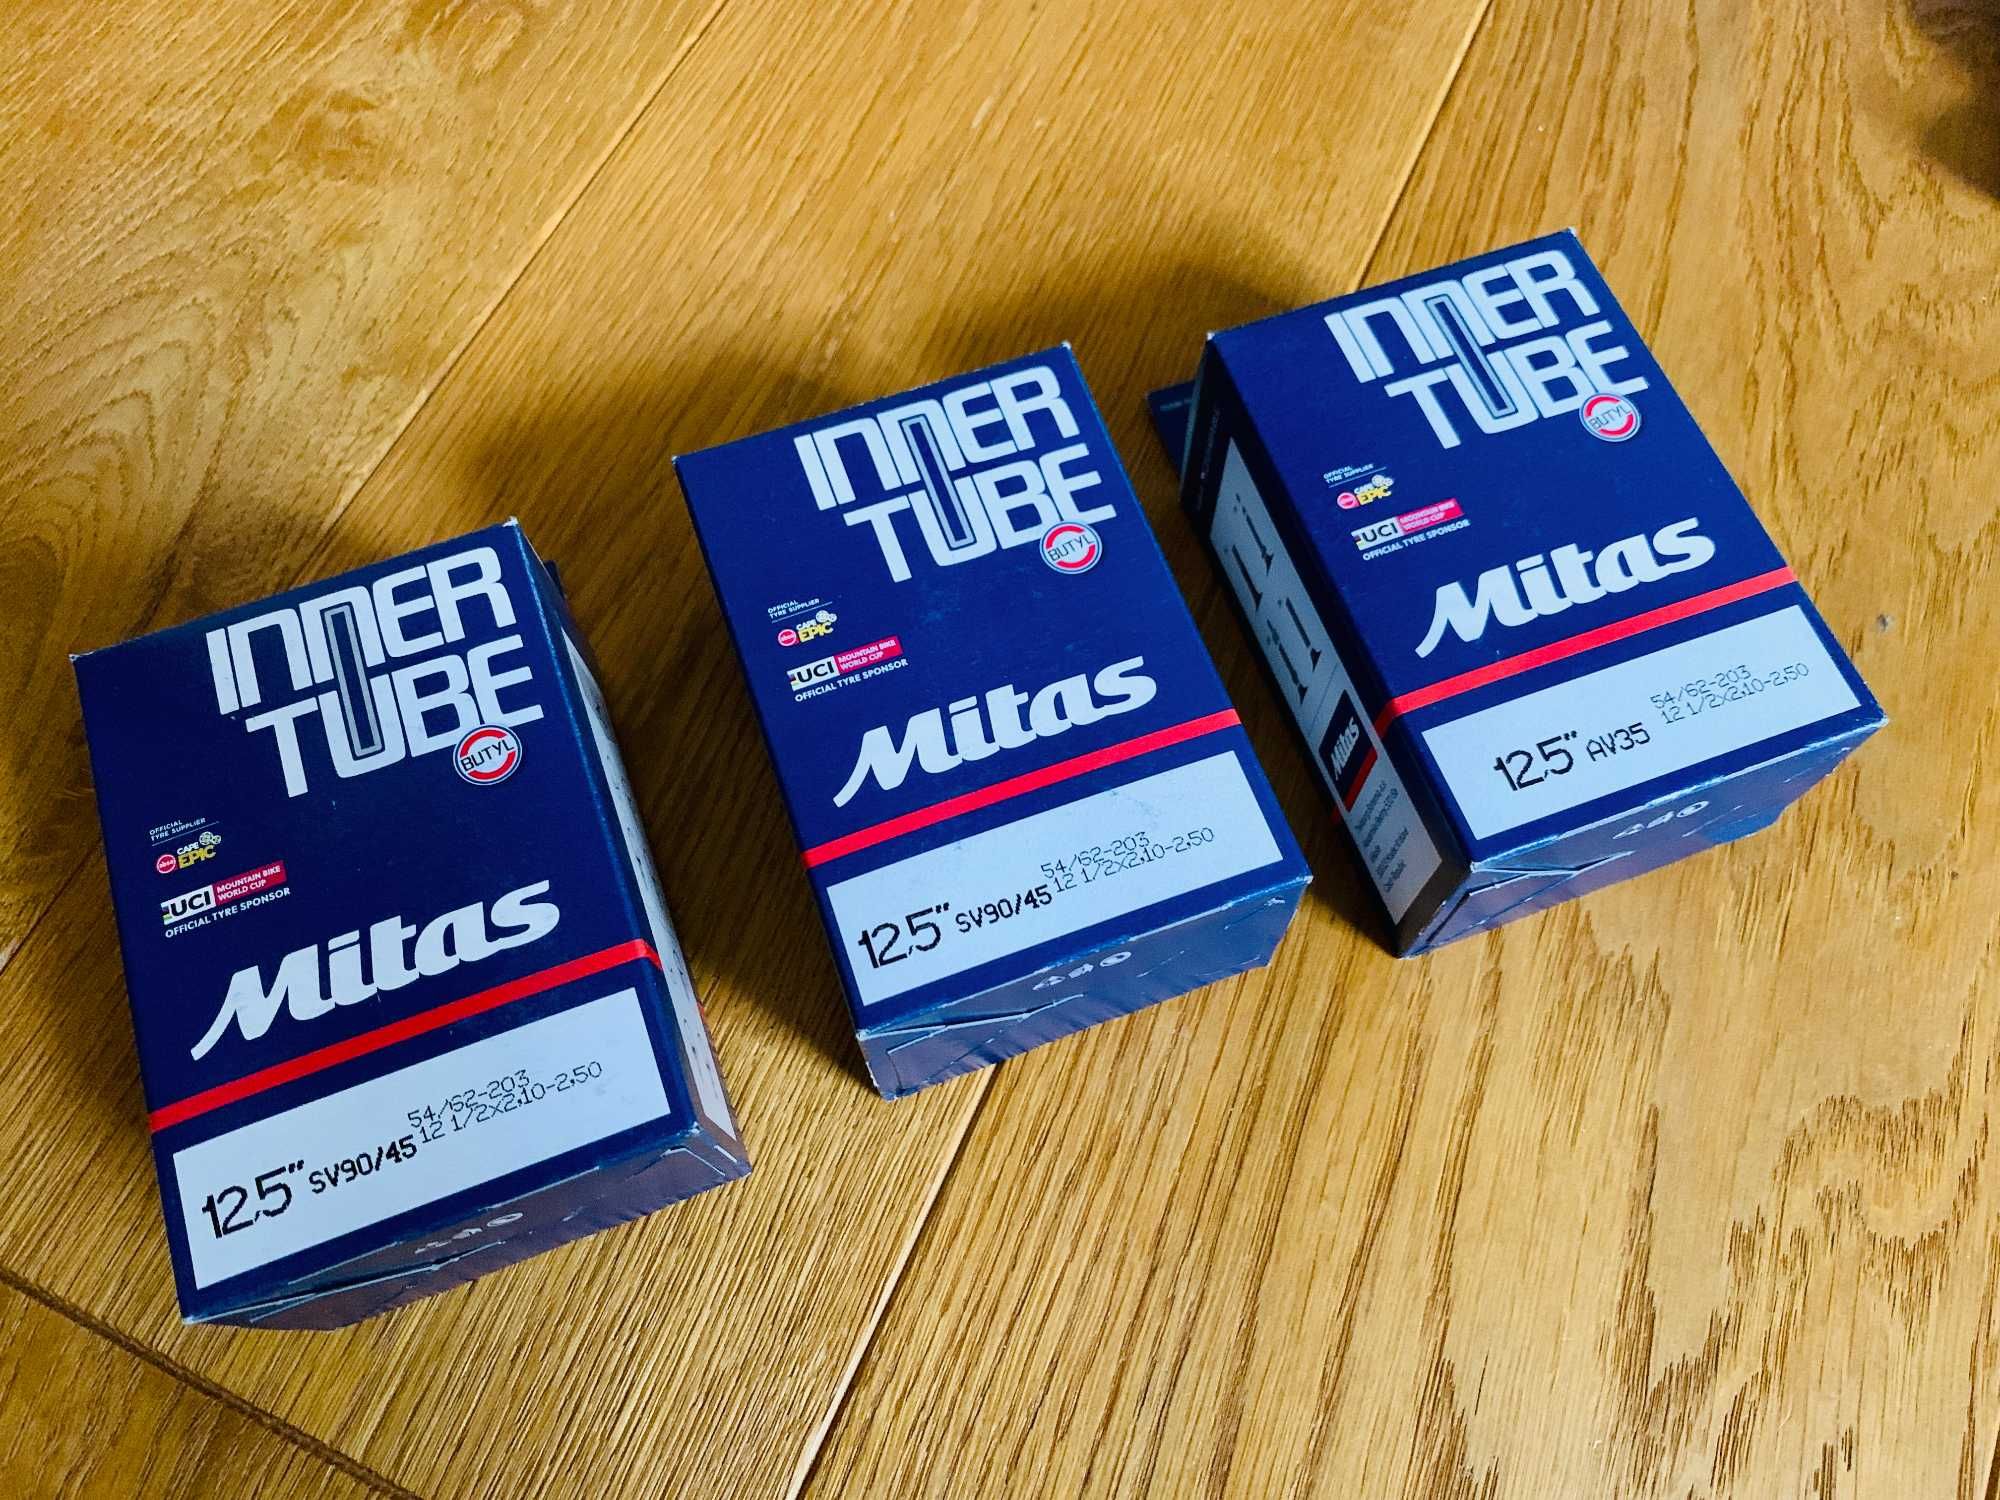 INNER
TUBE
BUTYL
OFFICIAL
TYRE SUPPLIER
absa CAPE
EPIC
UCI MOUNTAIN BIKE
WORLD CUP
OFFICIAL TYRE SPONSOR
Mitas
12,5" SV90/45 54/62-203
12 1/2x2,10-2,50
INNER
TUBE
BUTYL
OFFICIAL
TYRE SUPPLIER
absa CAPE
EPIC
UCI MOUNTAIN BIKE
WORLD CUP
OFFICIAL TYRE SPONSOR
Mitas
12,5" SV90/45 54/62-203
12 1/2x2,10-2,50
INNER
TUBE
BUTYL
OFFICIAL
TYRE SUPPLIER
absa CAPE
EPIC
UCI MOUNTAIN BIKE
WORLD CUP
OFFICIAL TYRE SPONSOR
Mitas
12,5" AV35 54/62-203
12 1/2x2,10-2,50
Mitas